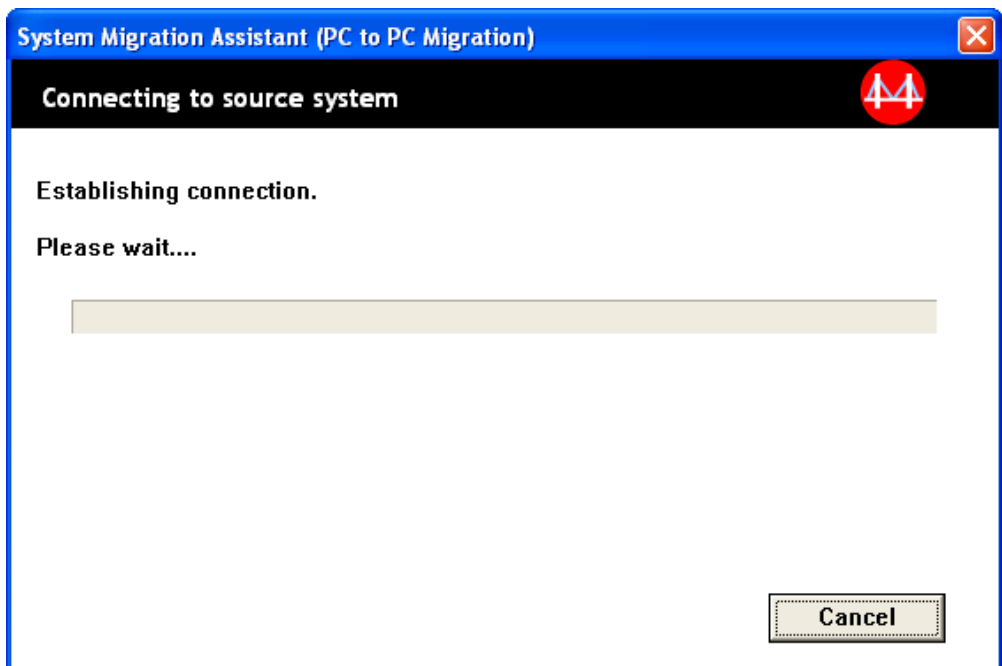 System Migration Assistant (PC to PC Migration)
Connecting to source system
Establishing connection.
Please wait....
Cancel